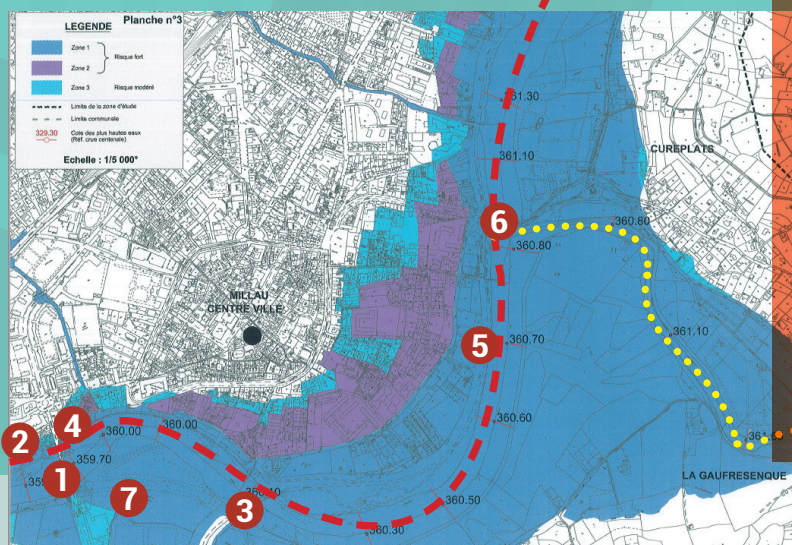 Planche n°3
LEGENDE
Zone 1
Risque fort
Zone 2
Zone 3
Risque modéré
Limite de la zone d'étude
Limite communale
329.30
Cote des plus hautes eaux
(Réf. crue centenale)
Echelle : 1/5 000°
361.30
CUREPLATS
361.10
6
360.80
360.80
MILLAU
CENTRE VILLE
361.10
5
360.70
360.60
4
360.00
360.00
2
359.70
1
LA GAUFRESENQUE
7
3
360.50
360.30